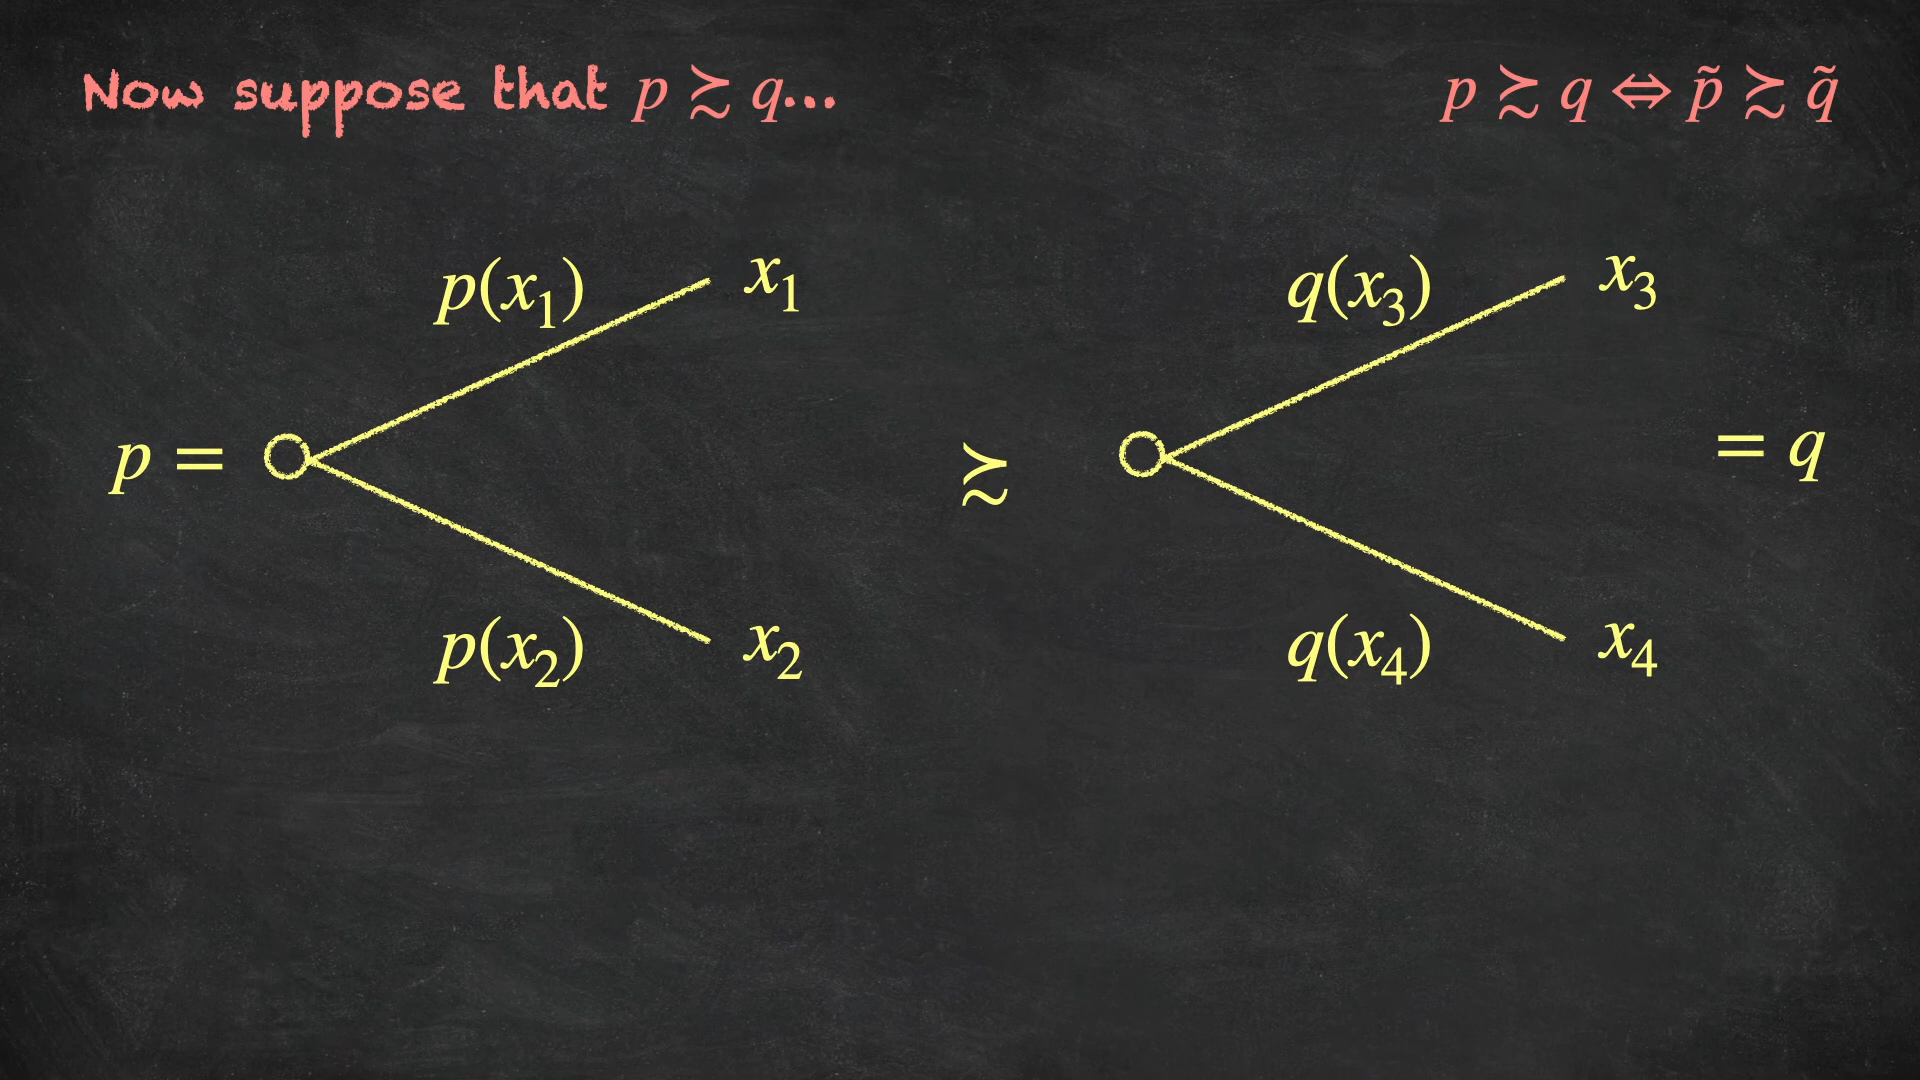 Now suppose that p ≿ q...
p ≿ q ⇔ p̃ ≿ q̃
p(x₁) x₁
q(x₃) x₃
p =
≿
= q
p(x₂) x₂
q(x₄) x₄